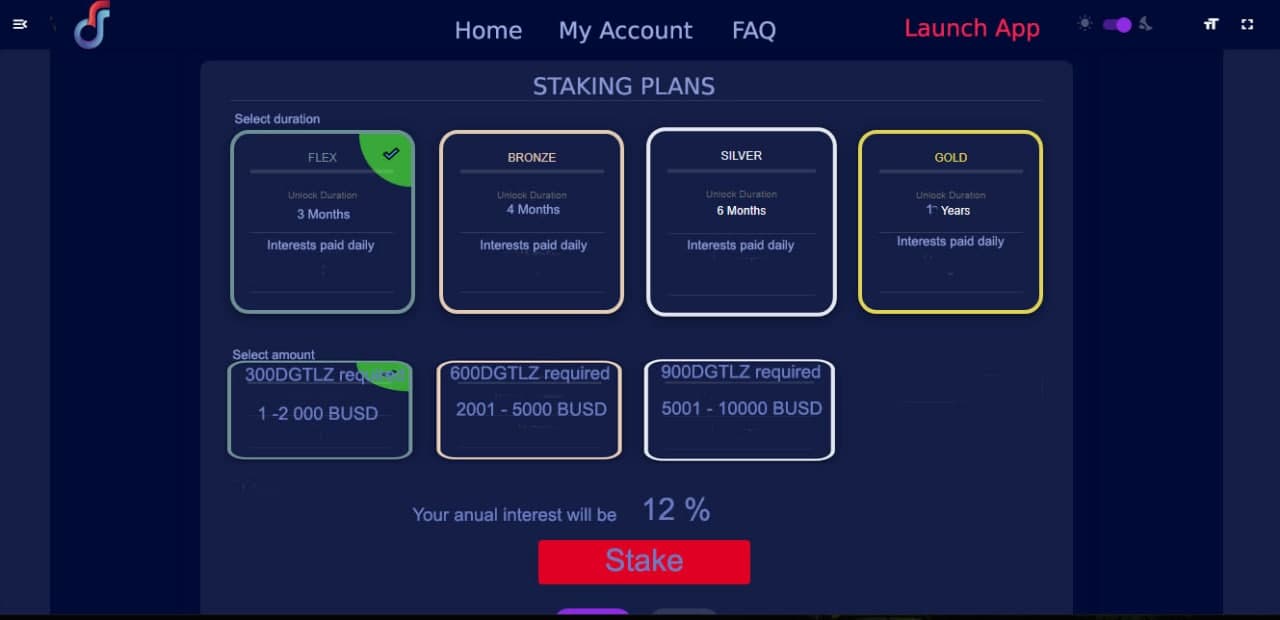 Home My Account FAQ Launch App
STAKING PLANS
Select duration
FLEX BRONZE SILVER GOLD
Unlock Duration Unlock Duration Unlock Duration Unlock Duration
3 Months 4 Months 6 Months 1 Years
Interests paid daily Interests paid daily Interests paid daily Interests paid daily
Select amount
300DGTLZ required 600DGTLZ required 900DGTLZ required
1 -2 000 BUSD 2001 - 5000 BUSD 5001 - 10000 BUSD
Your anual interest will be 12 %
Stake